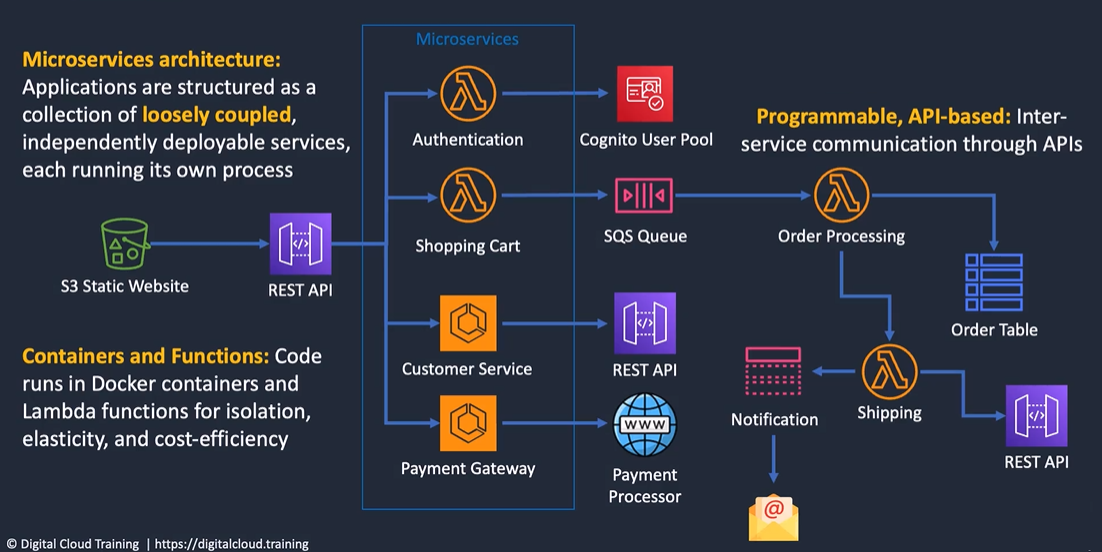 Microservices architecture:
Applications are structured as a
collection of loosely coupled,
independently deployable services,
each running its own process
Microservices
Authentication
Cognito User Pool
Programmable, API-based: Inter-
service communication through APIs
Shopping Cart
SQS Queue
Order Processing
S3 Static Website
</>
REST API
Order Table
Customer Service
</>
REST API
Containers and Functions: Code
runs in Docker containers and
Lambda functions for isolation,
elasticity, and cost-efficiency
Notification
Shipping
</>
REST API
Payment Gateway
WWW
Payment
Processor
@
© Digital Cloud Training | https://digitalcloud.training